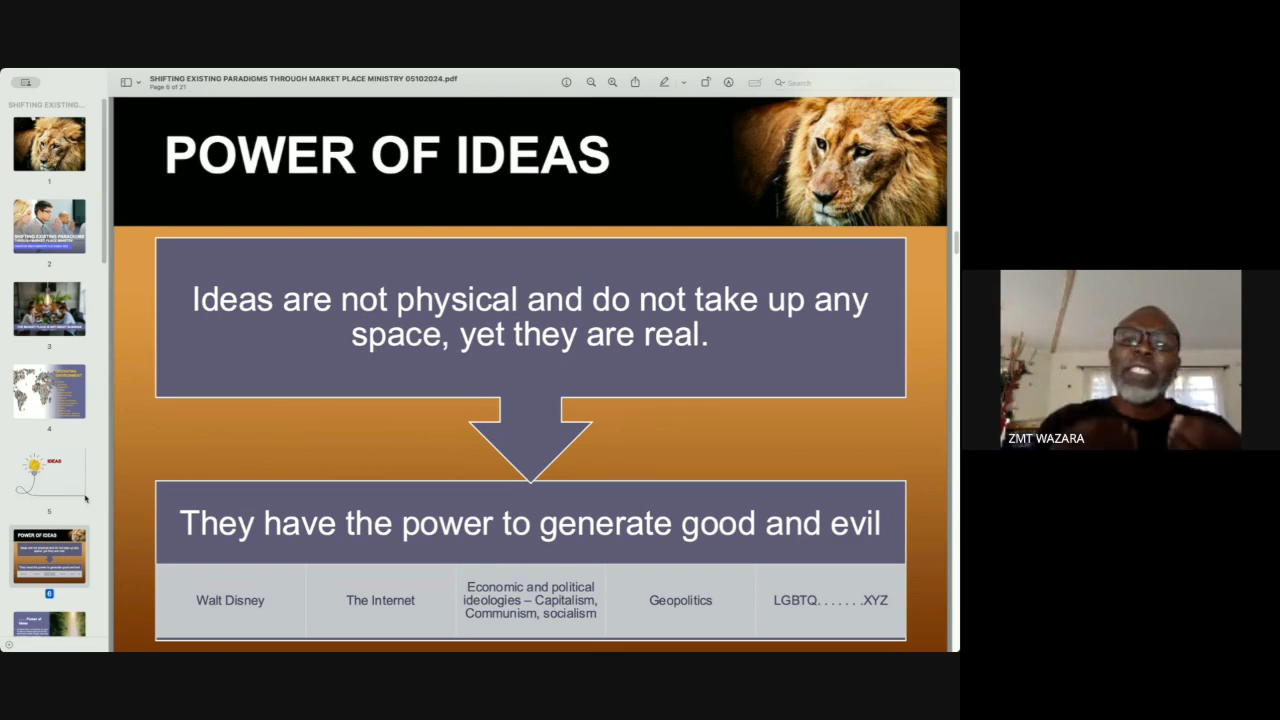 SHIFTING EXISTING PARADIGMS THROUGH MARKET PLACE MINISTRY 05102024.pdf
Page 6 of 21
Search
SHIFTING EXISTING...
1
2
3
4
IDEAS
5
POWER OF IDEAS
6
POWER OF IDEAS
Ideas are not physical and do not take up any
space, yet they are real.
They have the power to generate good and evil
Walt Disney
The Internet
Economic and political
ideologies – Capitalism,
Communism, socialism
Geopolitics
LGBTQ. . . . . . .XYZ
ZMT WAZARA